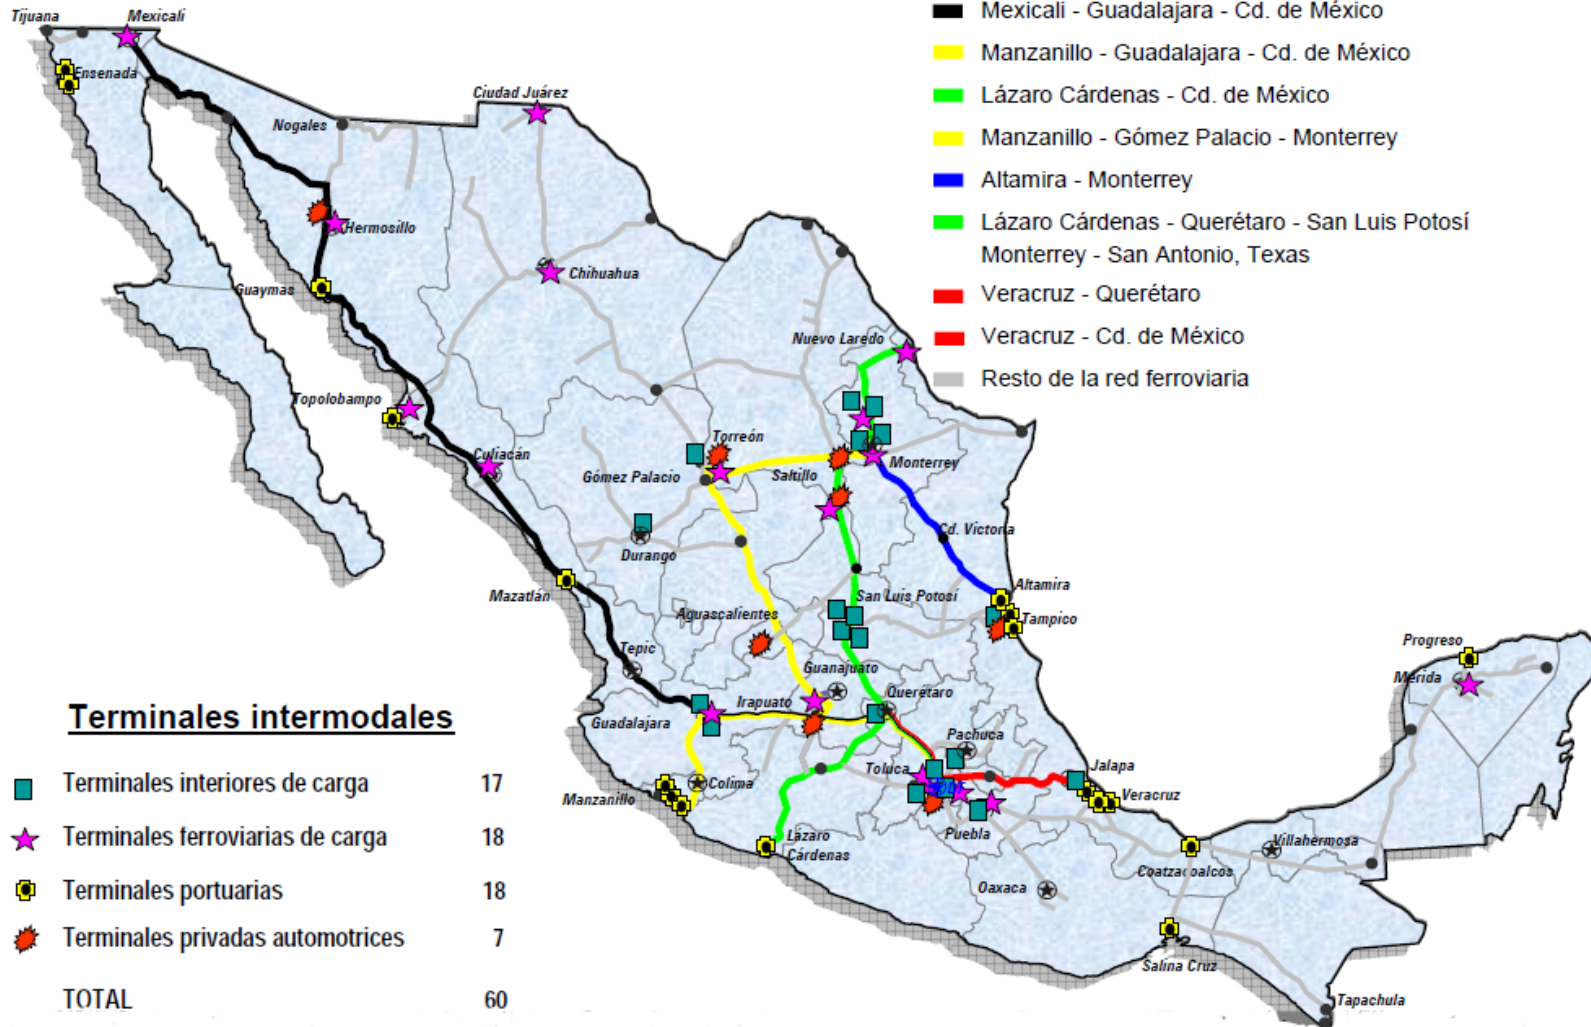 Tijuana
Mexicali
Ensenada
Nogales
Hermosillo
Guaymas
Ciudad Juárez
Chihuahua
Topolobampo
Culiacán
Nuevo Laredo
Torreón
Gómez Palacio
Saltillo
Monterrey
Durango
Cd. Victoria
Mazatlán
Aguascalientes
San Luis Potosí
Altamira
Tampico
Tepic
Guanajuato
Guadalajara
Irapuato
Querétaro
Pachuca
Toluca
Jalapa
Manzanillo
Colima
Veracruz
Puebla
Lázaro
Cárdenas
Oaxaca
Coatzacoalcos
Villahermosa
Progreso
Mérida
Salina Cruz
Tapachula
Mexicali - Guadalajara - Cd. de México
Manzanillo - Guadalajara - Cd. de México
Lázaro Cárdenas - Cd. de México
Manzanillo - Gómez Palacio - Monterrey
Altamira - Monterrey
Lázaro Cárdenas - Querétaro - San Luis Potosí
Monterrey - San Antonio, Texas
Veracruz - Querétaro
Veracruz - Cd. de México
Resto de la red ferroviaria
Terminales intermodales
Terminales interiores de carga 17
Terminales ferroviarias de carga 18
Terminales portuarias 18
Terminales privadas automotrices 7
TOTAL 60